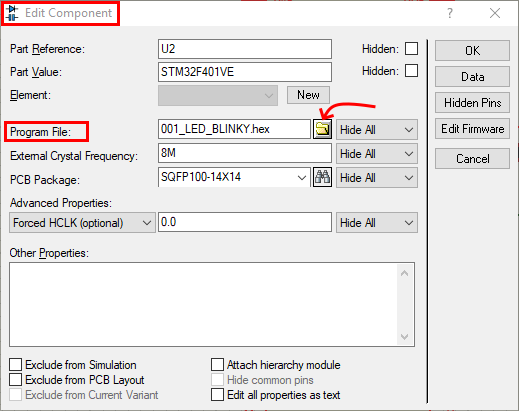 Edit Component
Part Reference: U2 Hidden: OK
Part Value: STM32F401VE Hidden: Data
Element: New Hidden Pins
Program File: 001_LED_BLINKY.hex Hide All Edit Firmware
External Crystal Frequency: 8M Hide All Cancel
PCB Package: SQFP100-14X14 Hide All
Advanced Properties:
Forced HCLK (optional) 0.0 Hide All
Other Properties:
Exclude from Simulation Attach hierarchy module
Exclude from PCB Layout Hide common pins
Exclude from Current Variant Edit all properties as text